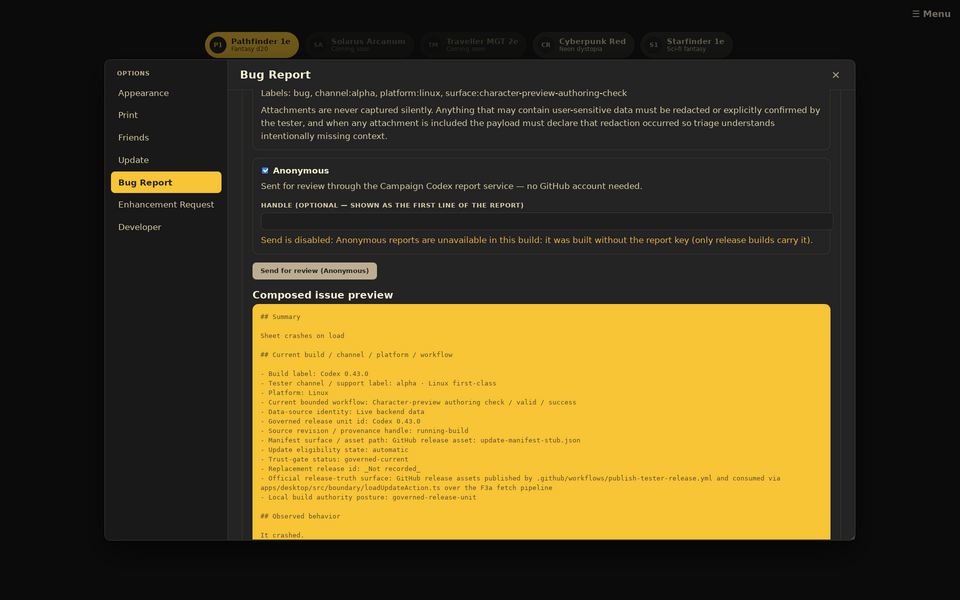 ☰ Menu
P1 Pathfinder 1e
Fantasy d20
SA Solarus Arcanum
Coming soon
TM Traveller MGT 2e
Coming soon
CR Cyberpunk Red
Neon dystopia
S1 Starfinder 1e
Sci-fi fantasy
OPTIONS
Appearance
Print
Friends
Update
Bug Report
Enhancement Request
Developer
Bug Report
×
Labels: bug, channel:alpha, platform:linux, surface:character-preview-authoring-check
Attachments are never captured silently. Anything that may contain user-sensitive data must be redacted or explicitly confirmed by
the tester, and when any attachment is included the payload must declare that redaction occurred so triage understands
intentionally missing context.
Anonymous
Sent for review through the Campaign Codex report service — no GitHub account needed.
HANDLE (OPTIONAL — SHOWN AS THE FIRST LINE OF THE REPORT)
Send is disabled: Anonymous reports are unavailable in this build: it was built without the report key (only release builds carry it).
Send for review (Anonymous)
Composed issue preview
## Summary
Sheet crashes on load
## Current build / channel / platform / workflow
- Build label: Codex 0.43.0
- Tester channel / support label: alpha · Linux first-class
- Platform: Linux
- Current bounded workflow: Character-preview authoring check / valid / success
- Data-source identity: Live backend data
- Governed release unit id: Codex 0.43.0
- Source revision / provenance handle: running-build
- Manifest surface / asset path: GitHub release asset: update-manifest-stub.json
- Update eligibility state: automatic
- Trust-gate status: governed-current
- Replacement release id: _Not recorded_
- Official release-truth surface: GitHub release assets published by .github/workflows/publish-tester-release.yml and consumed via
apps/desktop/src/boundary/loadUpdateAction.ts over the F3a fetch pipeline
- Local build authority posture: governed-release-unit
## Observed behavior
It crashed.